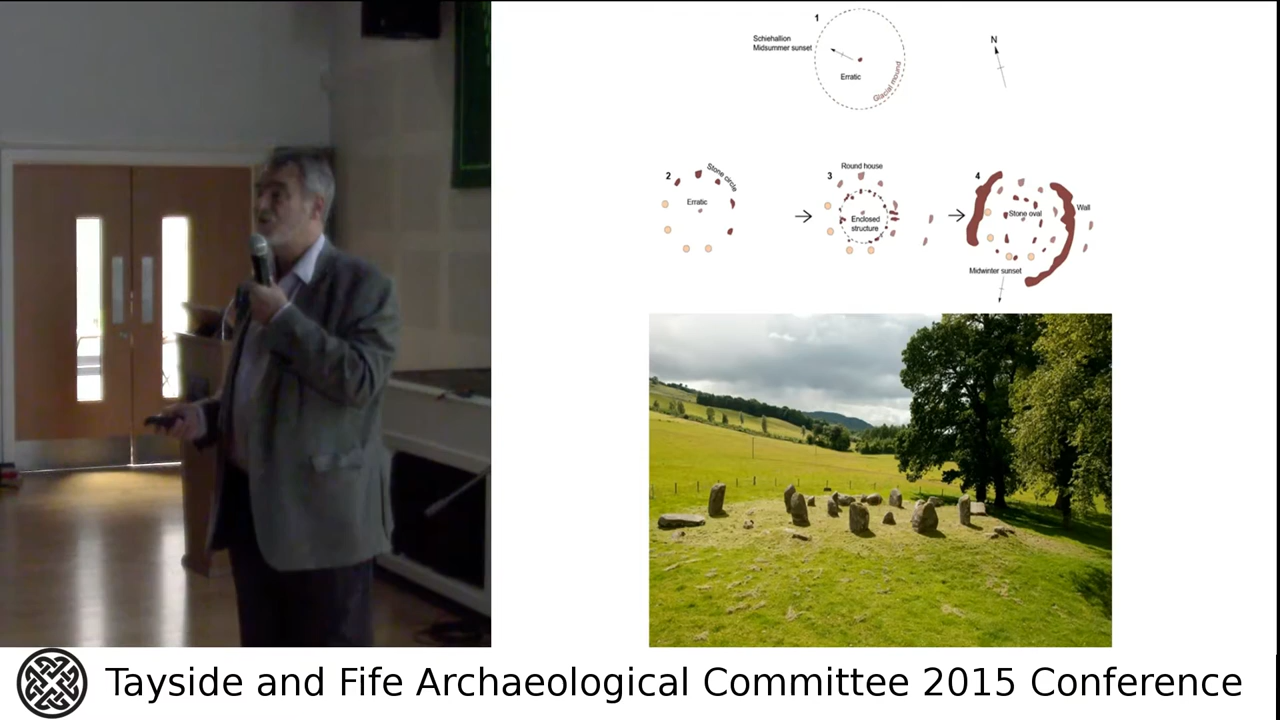 1
Schiehallion
Midsummer sunset
Erratic
Glacial mound
N
2
Stone circle
Erratic
3
Round house
Enclosed
structure
4
Stone oval
Wall
Midwinter sunset
Tayside and Fife Archaeological Committee 2015 Conference